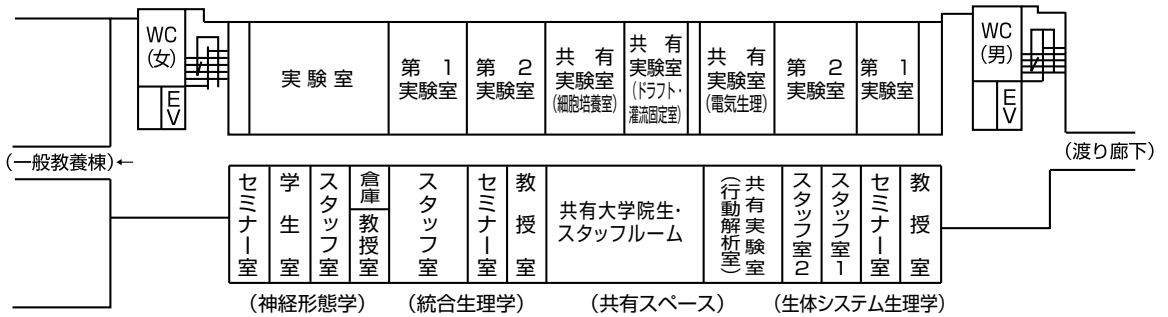 WC
(女)
EV
実験室
第1
実験室
第2
実験室
共有
実験室
(細胞培養室)
共有
実験室
(ドラフト・
灌流固定室)
共有
実験室
(電気生理)
第2
実験室
第1
実験室
WC
(男)
EV
(一般教養棟)←
(渡り廊下)
セミナー室
学生室
スタッフ室
倉庫
教授室
スタッフ室
セミナー室
教授室
共有大学院生・
スタッフルーム
共有実験室
(行動解析室)
スタッフ室2
スタッフ室1
セミナー室
教授室
(神経形態学)
(統合生理学)
(共有スペース)
(生体システム生理学)